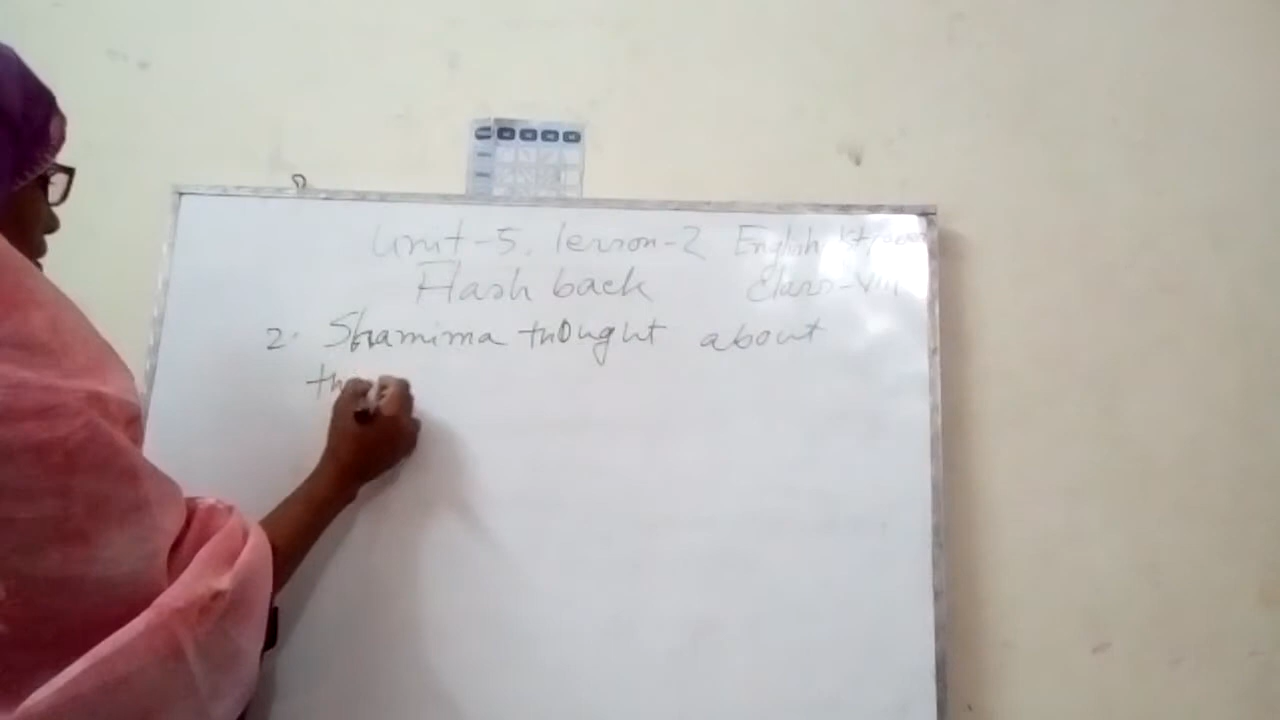 Unit-5. lesson-2 English 1st paper
Flash back Class-VIII
2. Shamima thought about